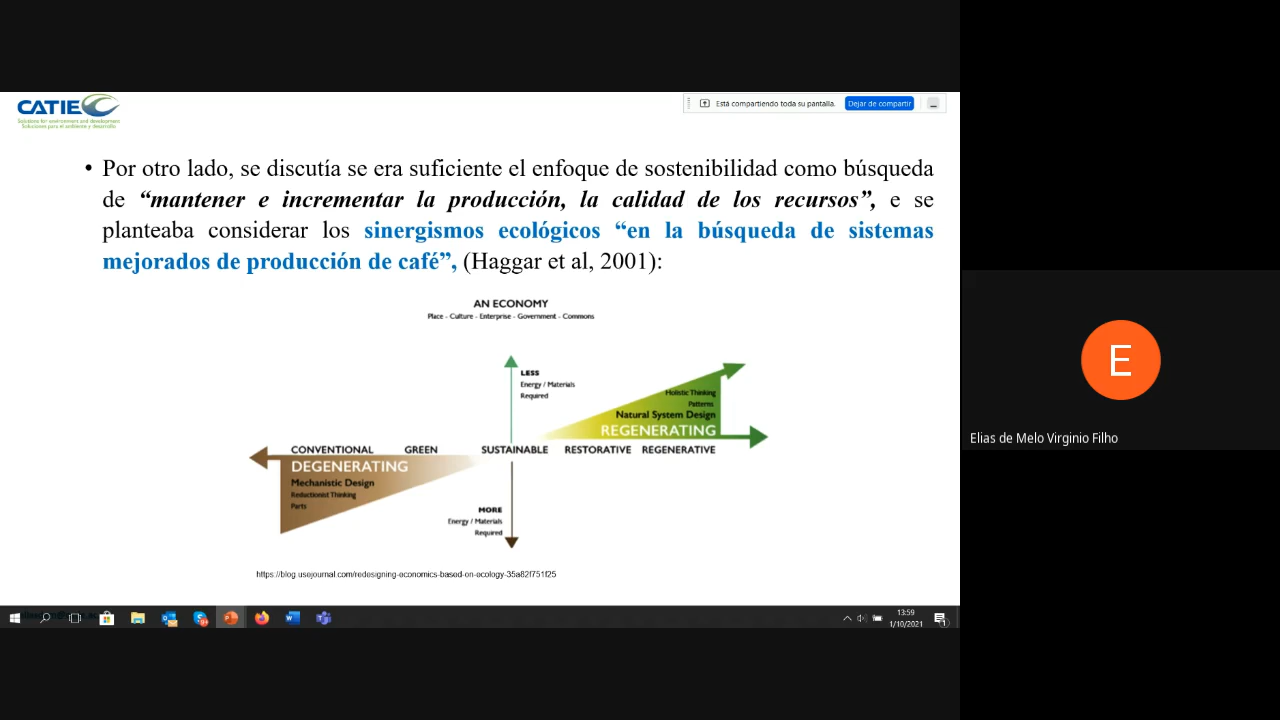 CATIE
Solutions for environment and development
Soluciones para el ambiente y desarrollo
Está compartiendo toda su pantalla.
Dejar de compartir
• Por otro lado, se discutía se era suficiente el enfoque de sostenibilidad como búsqueda
de “mantener e incrementar la producción, la calidad de los recursos”, e se
planteaba considerar los sinergismos ecológicos “en la búsqueda de sistemas
mejorados de producción de café”, (Haggar et al, 2001):
AN ECONOMY
Place - Culture - Enterprise - Government - Commons
LESS
Energy / Materials
Required
Holistic Thinking
Patterns
Natural System Design
REGENERATING
CONVENTIONAL GREEN SUSTAINABLE RESTORATIVE REGENERATIVE
DEGENERATING
Mechanistic Design
Reductionist Thinking
Parts
MORE
Energy / Materials
Required
https://blog.usejournal.com/redesigning-economics-based-on-ecology-35a82f751f25
E
Elias de Melo Virginio Filho
13:59
1/10/2021